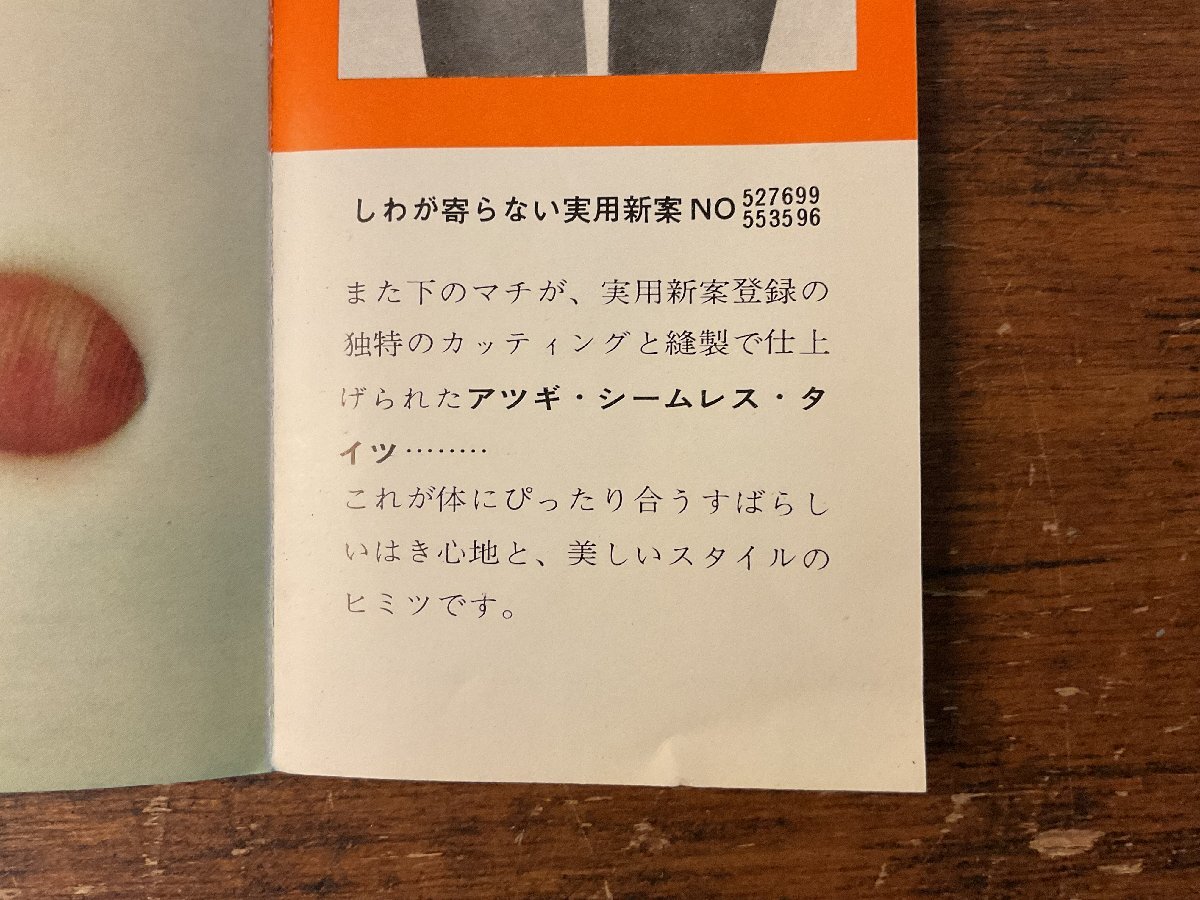 しわが寄らない実用新案NO 527699
553596
また下のマチが、実用新案登録の
独特のカッティングと縫製で仕上
げられたアツギ・シームレス・タ
イツ………
これが体にぴったり合うすばらし
いはき心地と、美しいスタイルの
ヒミツです。